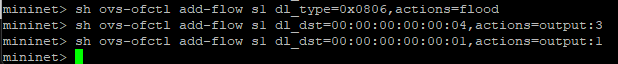 mininet> sh ovs-ofctl add-flow s1 dl_type=0x0806,actions=flood
mininet> sh ovs-ofctl add-flow s1 dl_dst=00:00:00:00:00:04,actions=output:3
mininet> sh ovs-ofctl add-flow s1 dl_dst=00:00:00:00:00:01,actions=output:1
mininet>